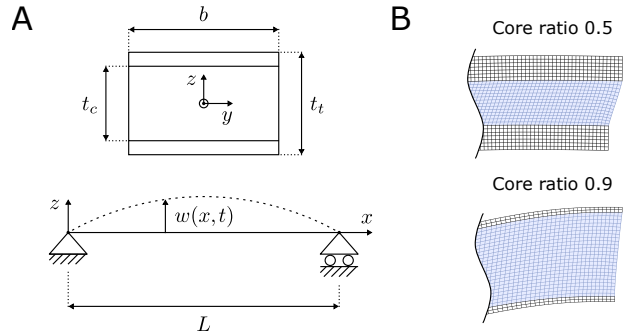 A
b
z
y
t_c
t_t
z
w(x,t)
x
L
B
Core ratio 0.5
Core ratio 0.9